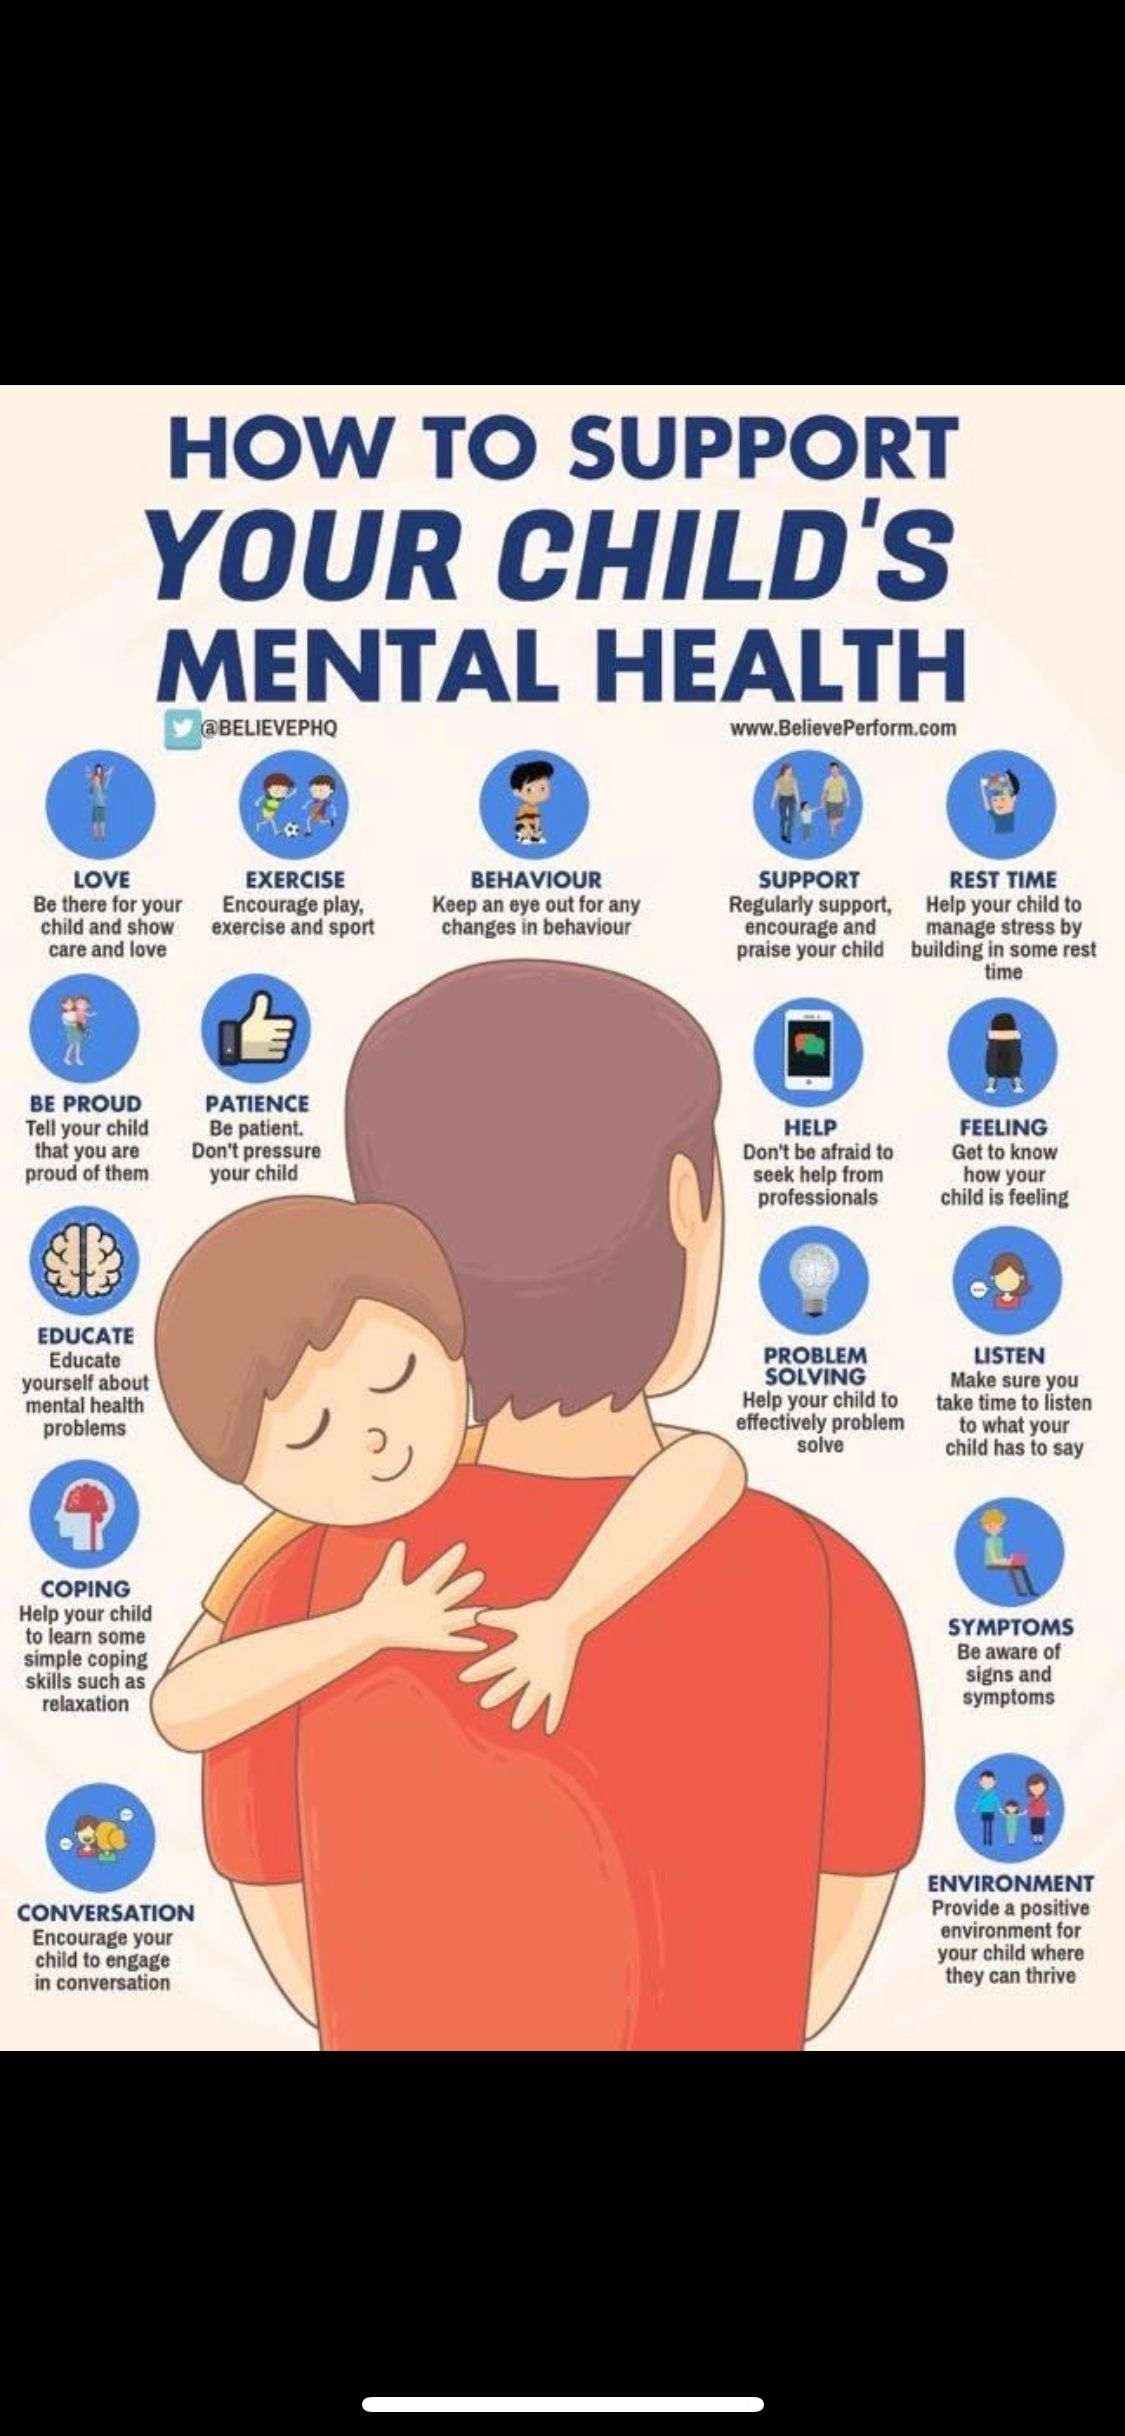 HOW TO SUPPORT
YOUR CHILD'S
MENTAL HEALTH
@BELIEVEPHQ
www.BelievePerform.com
LOVE
Be there for your
child and show
care and love
EXERCISE
Encourage play,
exercise and sport
BEHAVIOUR
Keep an eye out for any
changes in behaviour
SUPPORT
Regularly support,
encourage and
praise your child
REST TIME
Help your child to
manage stress by
building in some rest
time
BE PROUD
Tell your child
that you are
proud of them
PATIENCE
Be patient.
Don't pressure
your child
HELP
Don't be afraid to
seek help from
professionals
FEELING
Get to know
how your
child is feeling
EDUCATE
Educate
yourself about
mental health
problems
PROBLEM
SOLVING
Help your child to
effectively problem
solve
LISTEN
Make sure you
take time to listen
to what your
child has to say
COPING
Help your child
to learn some
simple coping
skills such as
relaxation
SYMPTOMS
Be aware of
signs and
symptoms
CONVERSATION
Encourage your
child to engage
in conversation
ENVIRONMENT
Provide a positive
environment for
your child where
they can thrive